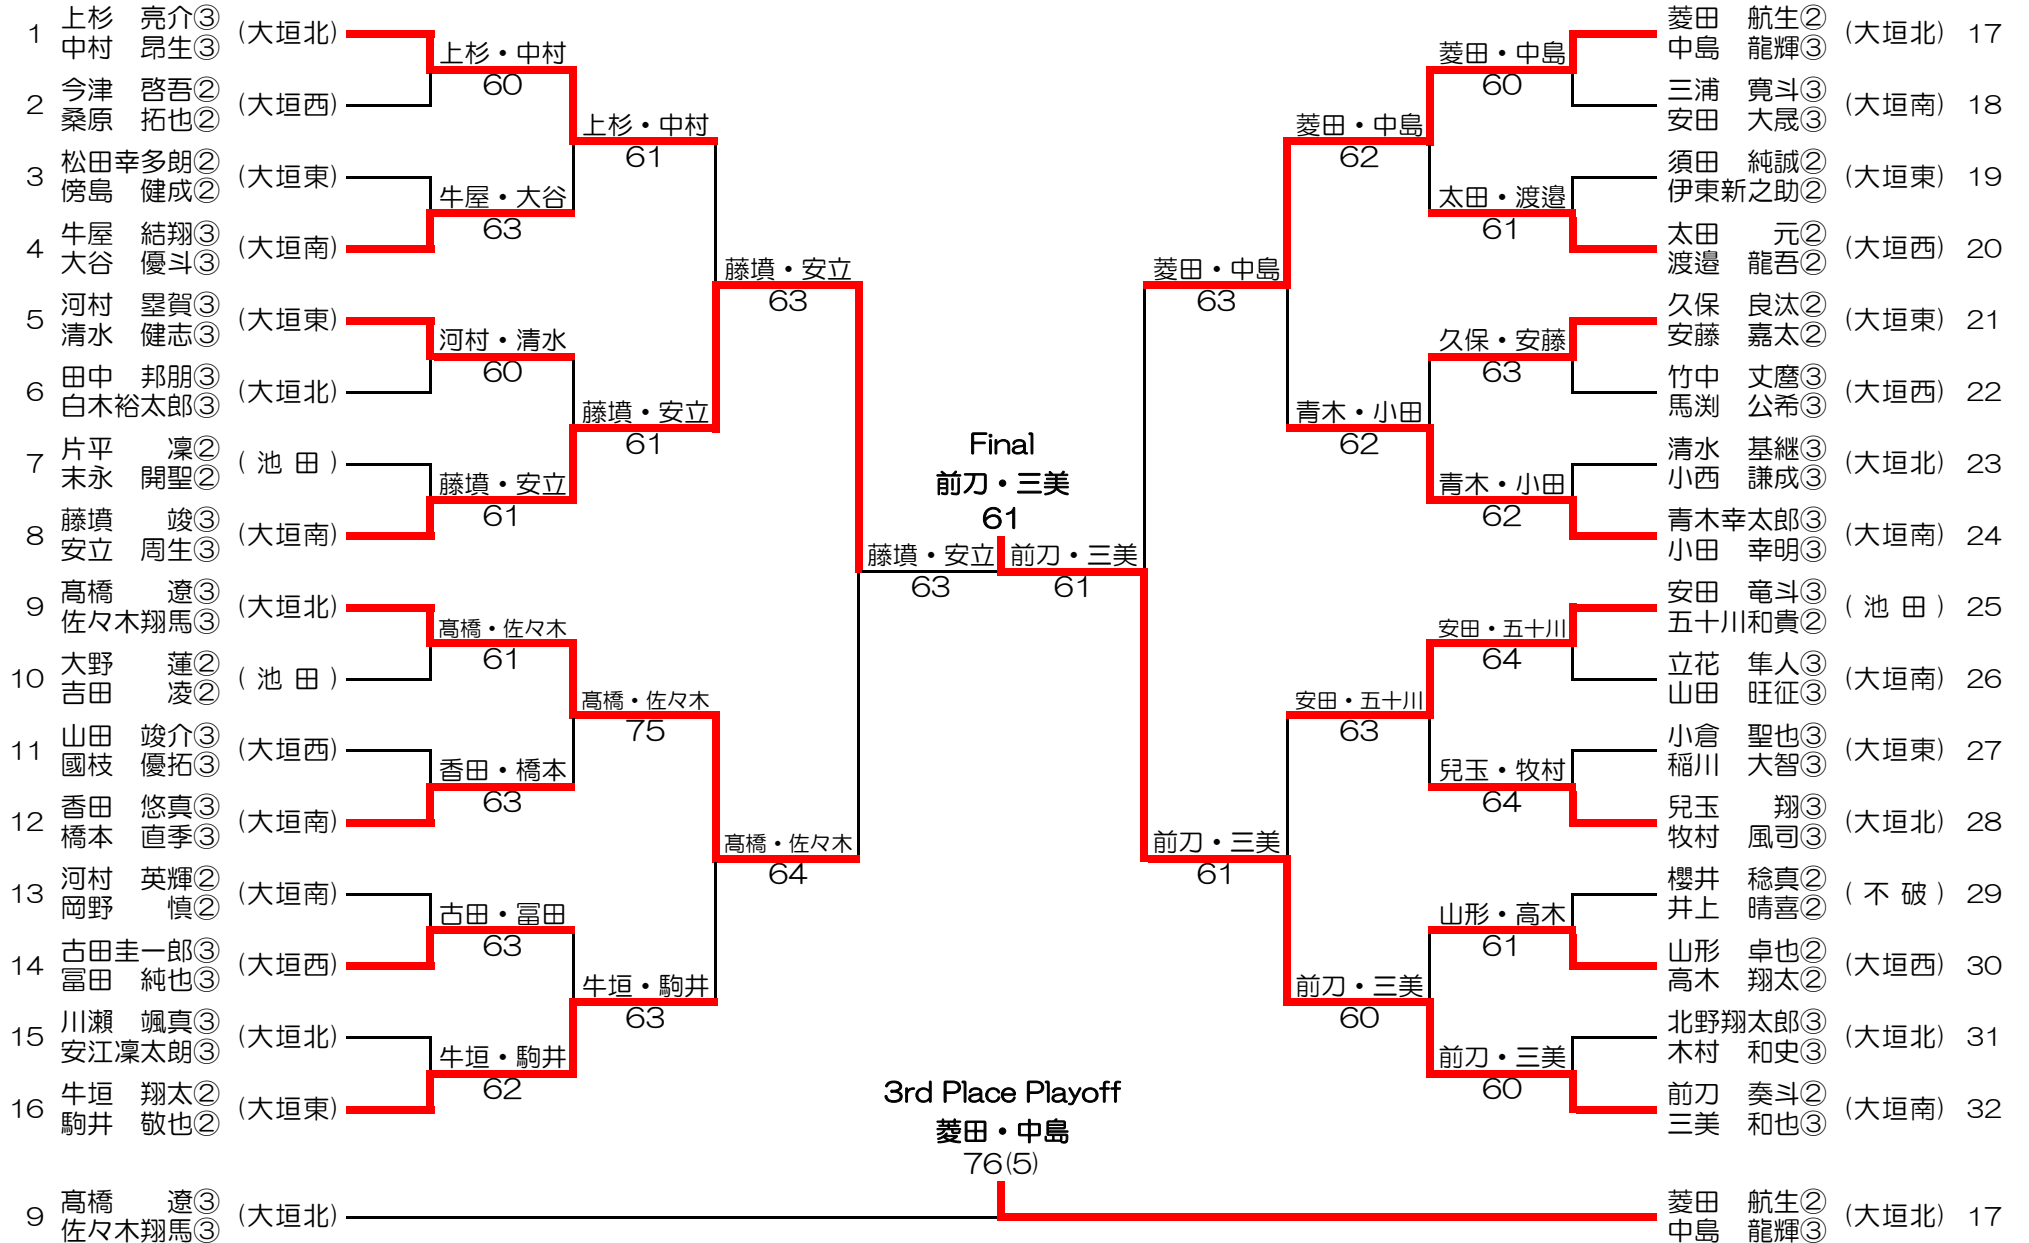 1 上杉　亮介③ (大垣北)
中村　昂生③
2 今津　啓吾② (大垣西)
桑原　拓也②
3 松田幸多朗② (大垣東)
傍島　健成②
4 牛屋　結翔③ (大垣南)
大谷　優斗③
5 河村　塁賀③ (大垣東)
清水　健志③
6 田中　邦朋③ (大垣北)
白木裕太郎③
7 片平　凜② (池田)
末永　開聖②
8 藤墳　竣③ (大垣南)
安立　周生③
9 髙橋　遼③ (大垣北)
佐々木翔馬③
10 大野　蓮② (池田)
吉田　凌②
11 山田　竣介③ (大垣西)
國枝　優拓③
12 香田　悠真③ (大垣南)
橋本　直季③
13 河村　英輝② (大垣南)
岡野　慎②
14 古田圭一郎③ (大垣西)
冨田　純也③
15 川瀬　颯真③ (大垣北)
安江凜太朗③
16 牛垣　翔太② (大垣東)
駒井　敬也②
上杉・中村
60
牛屋・大谷
63
河村・清水
60
藤墳・安立
61
髙橋・佐々木
61
香田・橋本
63
古田・冨田
63
牛垣・駒井
62
上杉・中村
61
藤墳・安立
61
髙橋・佐々木
75
牛垣・駒井
63
藤墳・安立
63
髙橋・佐々木
64
藤墳・安立
63
Final
前刀・三美
61
前刀・三美
61
菱田・中島
63
前刀・三美
61
菱田・中島
62
青木・小田
62
安田・五十川
63
前刀・三美
60
菱田・中島
60
太田・渡邉
61
久保・安藤
63
青木・小田
62
安田・五十川
64
兒玉・牧村
64
山形・高木
61
前刀・三美
60
菱田　航生② (大垣北) 17
中島　龍輝③
三浦　寛斗③ (大垣南) 18
安田　大晟③
須田　純誠② (大垣東) 19
伊東新之助②
太田　元② (大垣西) 20
渡邉　龍吾②
久保　良汰② (大垣東) 21
安藤　嘉太②
竹中　丈麿③ (大垣西) 22
馬渕　公希③
清水　基継③ (大垣北) 23
小西　謙成③
青木幸太郎③ (大垣南) 24
小田　幸明③
安田　竜斗③ (池田) 25
五十川和貴②
立花　隼人③ (大垣南) 26
山田　旺征③
小倉　聖也③ (大垣東) 27
稲川　大智③
兒玉　翔③ (大垣北) 28
牧村　風司③
櫻井　稔真② (不破) 29
井上　晴喜②
山形　卓也② (大垣西) 30
高木　翔太②
北野翔太郎③ (大垣北) 31
木村　和史③
前刀　奏斗② (大垣南) 32
三美　和也③
3rd Place Playoff
菱田・中島
76(5)
9 髙橋　遼③ (大垣北)
佐々木翔馬③
菱田　航生② (大垣北) 17
中島　龍輝③